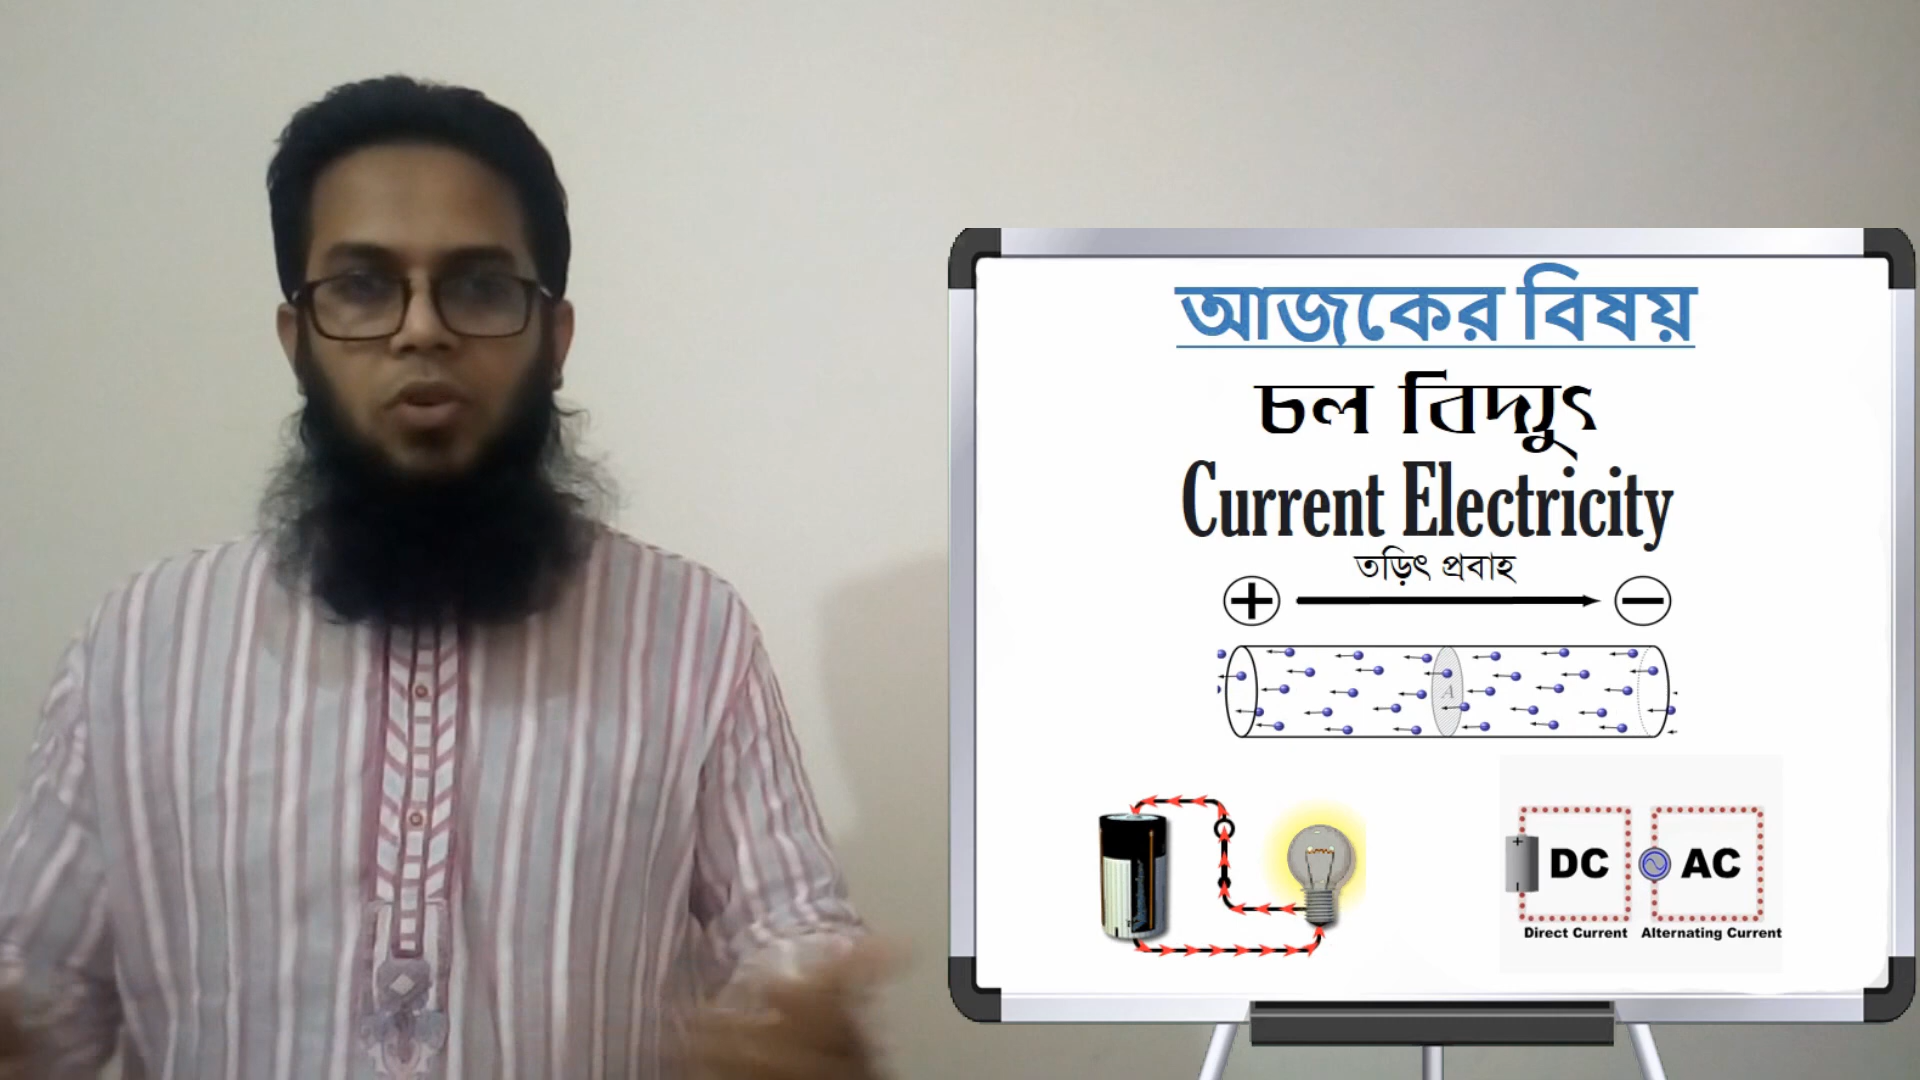 আজকের বিষয়
চল বিদ্যুৎ
Current Electricity
তড়িৎ প্রবাহ
A
DC
AC
Direct Current
Alternating Current